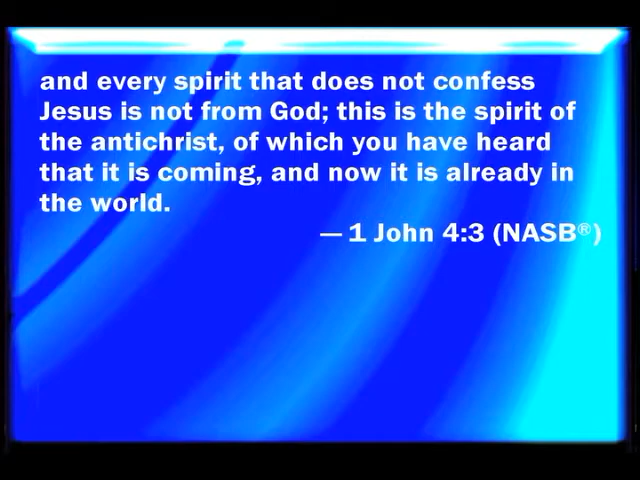 and every spirit that does not confess
Jesus is not from God; this is the spirit of
the antichrist, of which you have heard
that it is coming, and now it is already in
the world.
— 1 John 4:3 (NASB®)